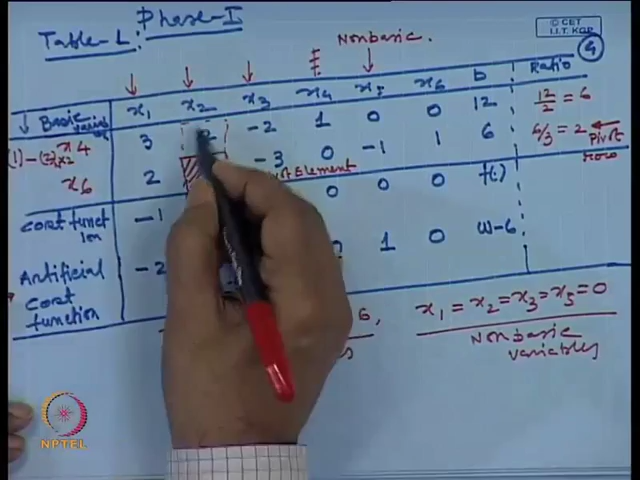 Table-1: Phase-I
© CET
I.I.T. KGP
4
Nonbasic.
↓ Basic x1 x2 x3 x4 x5 x6 b Ratio
(1)-(2) x2 x4 3 2 -2 1 0 0 12 12/2 = 6
x6 2 -3 0 -1 1 6 6/3 = 2 ← Pivot row
Element
Cost function -1 0 0 0 f(.)
Artificial cost function -2 0 1 0 w-6
6, x1 = x2 = x3 = x5 = 0
Nonbasic variables
NPTEL